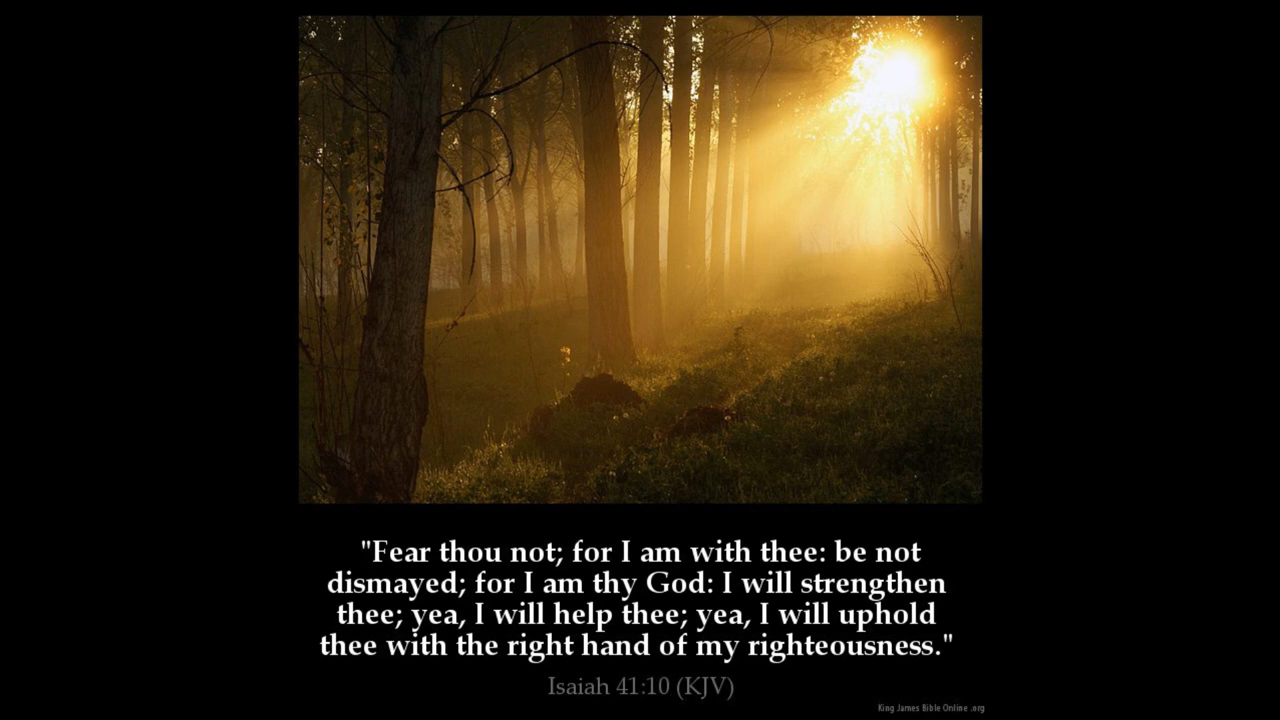 "Fear thou not; for I am with thee: be not
dismayed; for I am thy God: I will strengthen
thee; yea, I will help thee; yea, I will uphold
thee with the right hand of my righteousness."
Isaiah 41:10 (KJV)
King James Bible Online .org